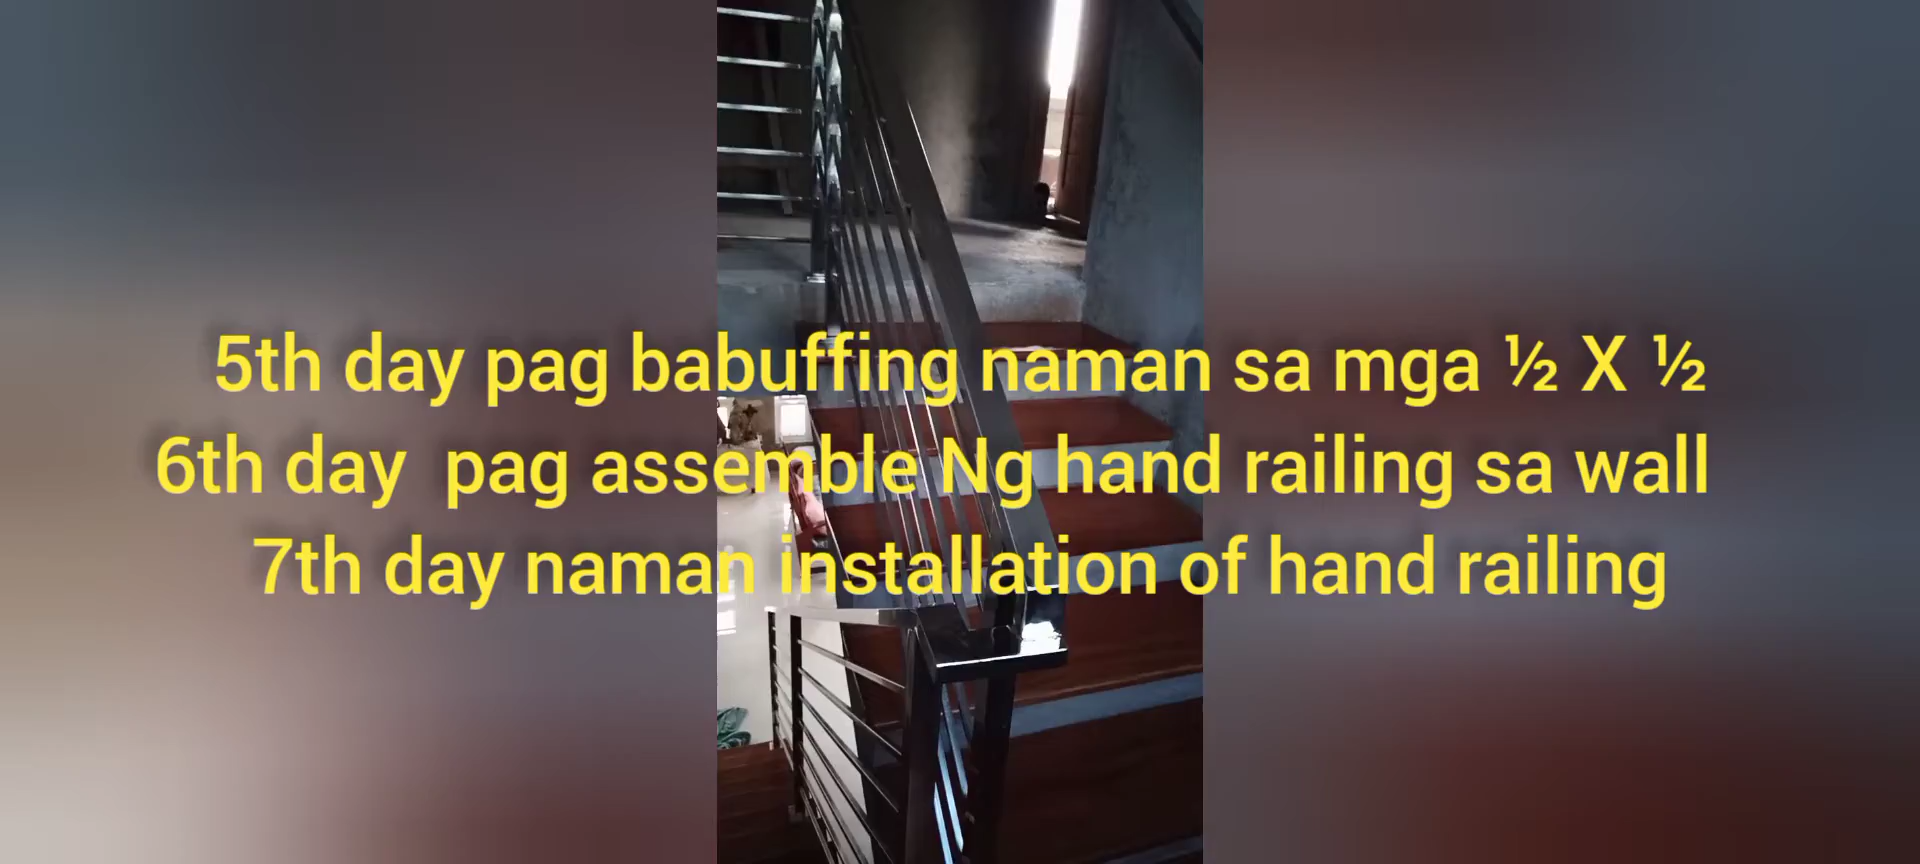 5th day pag babuffing naman sa mga ½ X ½
6th day pag assemble Ng hand railing sa wall
7th day naman installation of hand railing